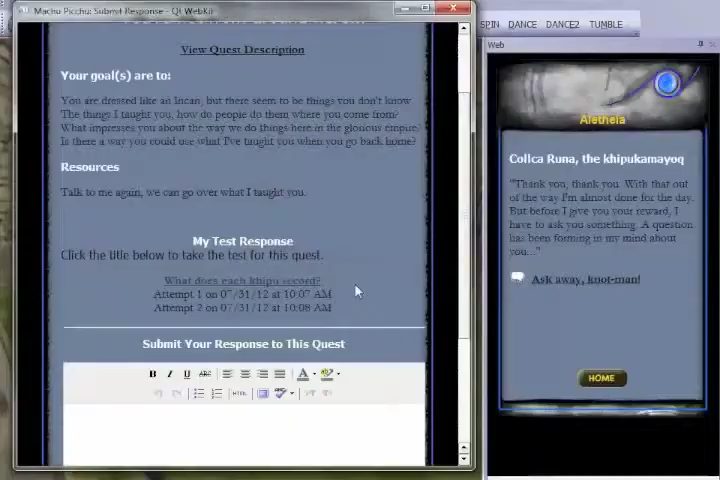 Machu Picchu: Submit Response - Qt WebKit
SPIN DANCE DANCE2 TUMBLE
Web
View Quest Description
Your goal(s) are to:
You are dressed like an Incan, but there seem to be things you don't know
The things I taught you, how do people do them where you come from?
What impresses you about the way we do things here in the glorious empire?
Is there a way you could use what I've taught you when you go back home?
Resources
Talk to me again, we can go over what I taught you.
My Test Response
Click the title below to take the test for this quest.
What does each khipu record?
Attempt 1 on 07/31/12 at 10:07 AM
Attempt 2 on 07/31/12 at 10:08 AM
Submit Your Response to This Quest
B I U ABC A
HTML
Aletheia
Collca Runa, the khipukamayoq
"Thank you, thank you. With that out
of the way I'm almost done for the day.
But before I give you your reward, I
have to ask you something. A question
has been forming in my mind about
you..."
Ask away, knot-man!
HOME